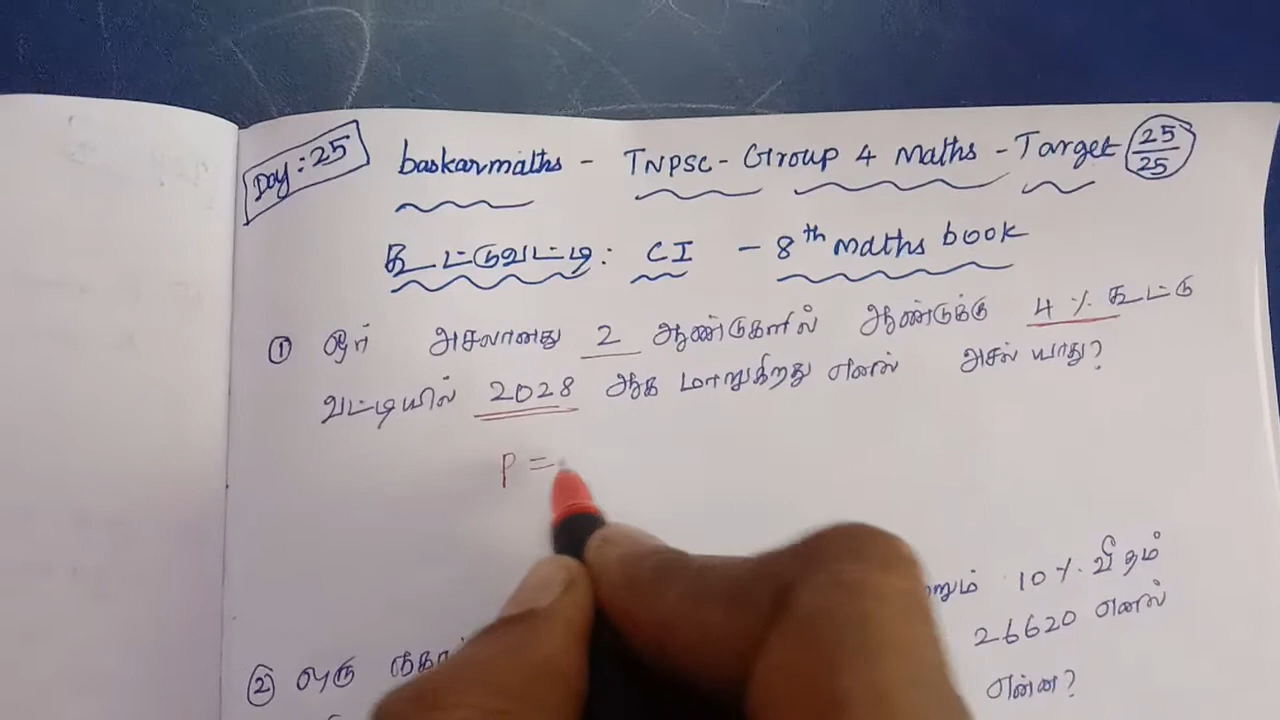 Day: 25
baskarmaths - TNPSC - Group 4 Maths - Target 25/25
கூட்டுவட்டி: CI - 8th maths book
① ஓர் அசலானது 2 ஆண்டுகளில் ஆண்டுக்கு 4% கூட்டு
வட்டியில் 2028 ஆக மாறுகிறது எனில் அசல் யாது?
P =
10% வீதம்
② ஒரு 26620 எனில்
என்ன?